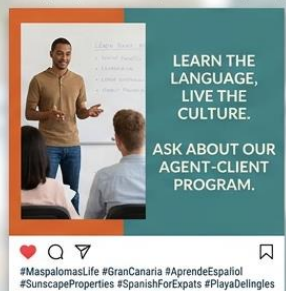 LEARN THE
LANGUAGE,
LIVE THE
CULTURE.
ASK ABOUT OUR
AGENT-CLIENT
PROGRAM.
#MaspalomasLife #GranCanaria #AprendeEspañol
#SunscapeProperties #SpanishForExpats #PlayaDelingles